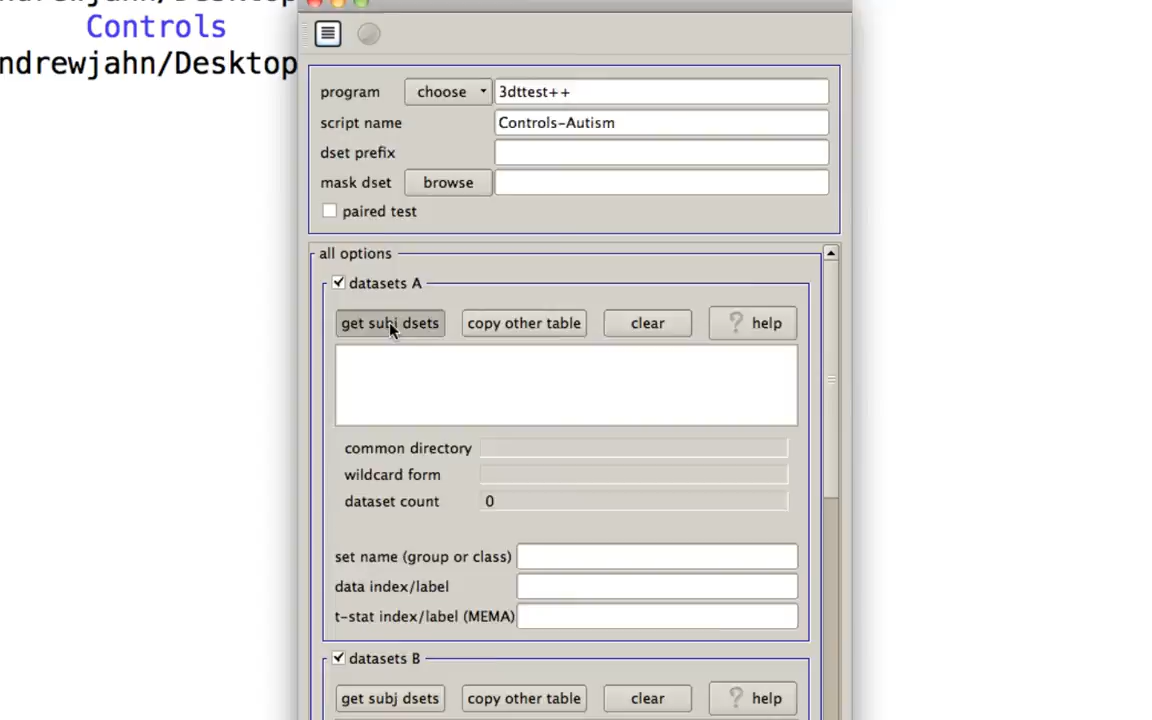 andrewjahn/Desktop
Controls
ndrewjahn/Desktop
program choose 3dttest++
script name Controls-Autism
dset prefix
mask dset browse
paired test
all options
datasets A
get subj dsets copy other table clear ? help
common directory
wildcard form
dataset count 0
set name (group or class)
data index/label
t-stat index/label (MEMA)
datasets B
get subj dsets copy other table clear ? help